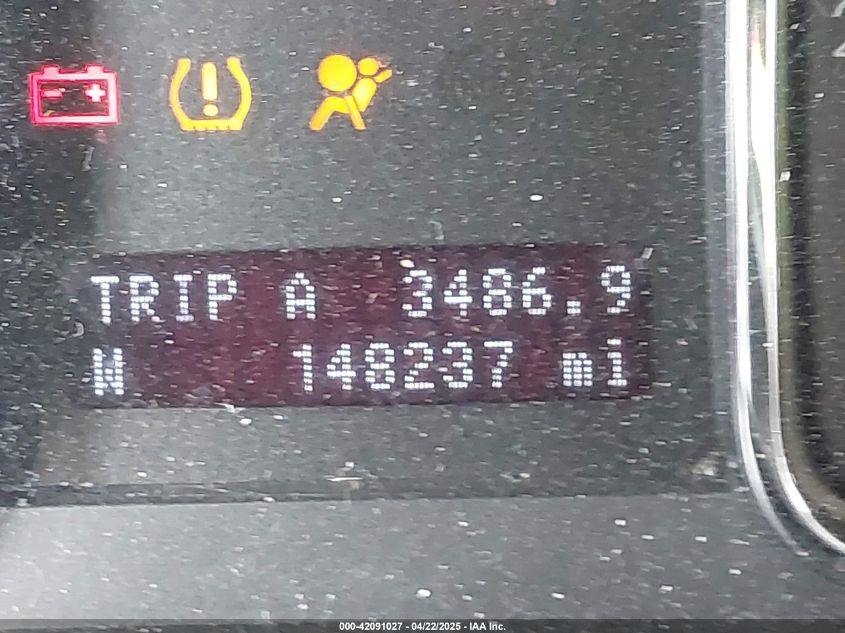 TRIP A 3486.9
N 148237 mi
000-42091027 - 04/22/2025 - IAA Inc.